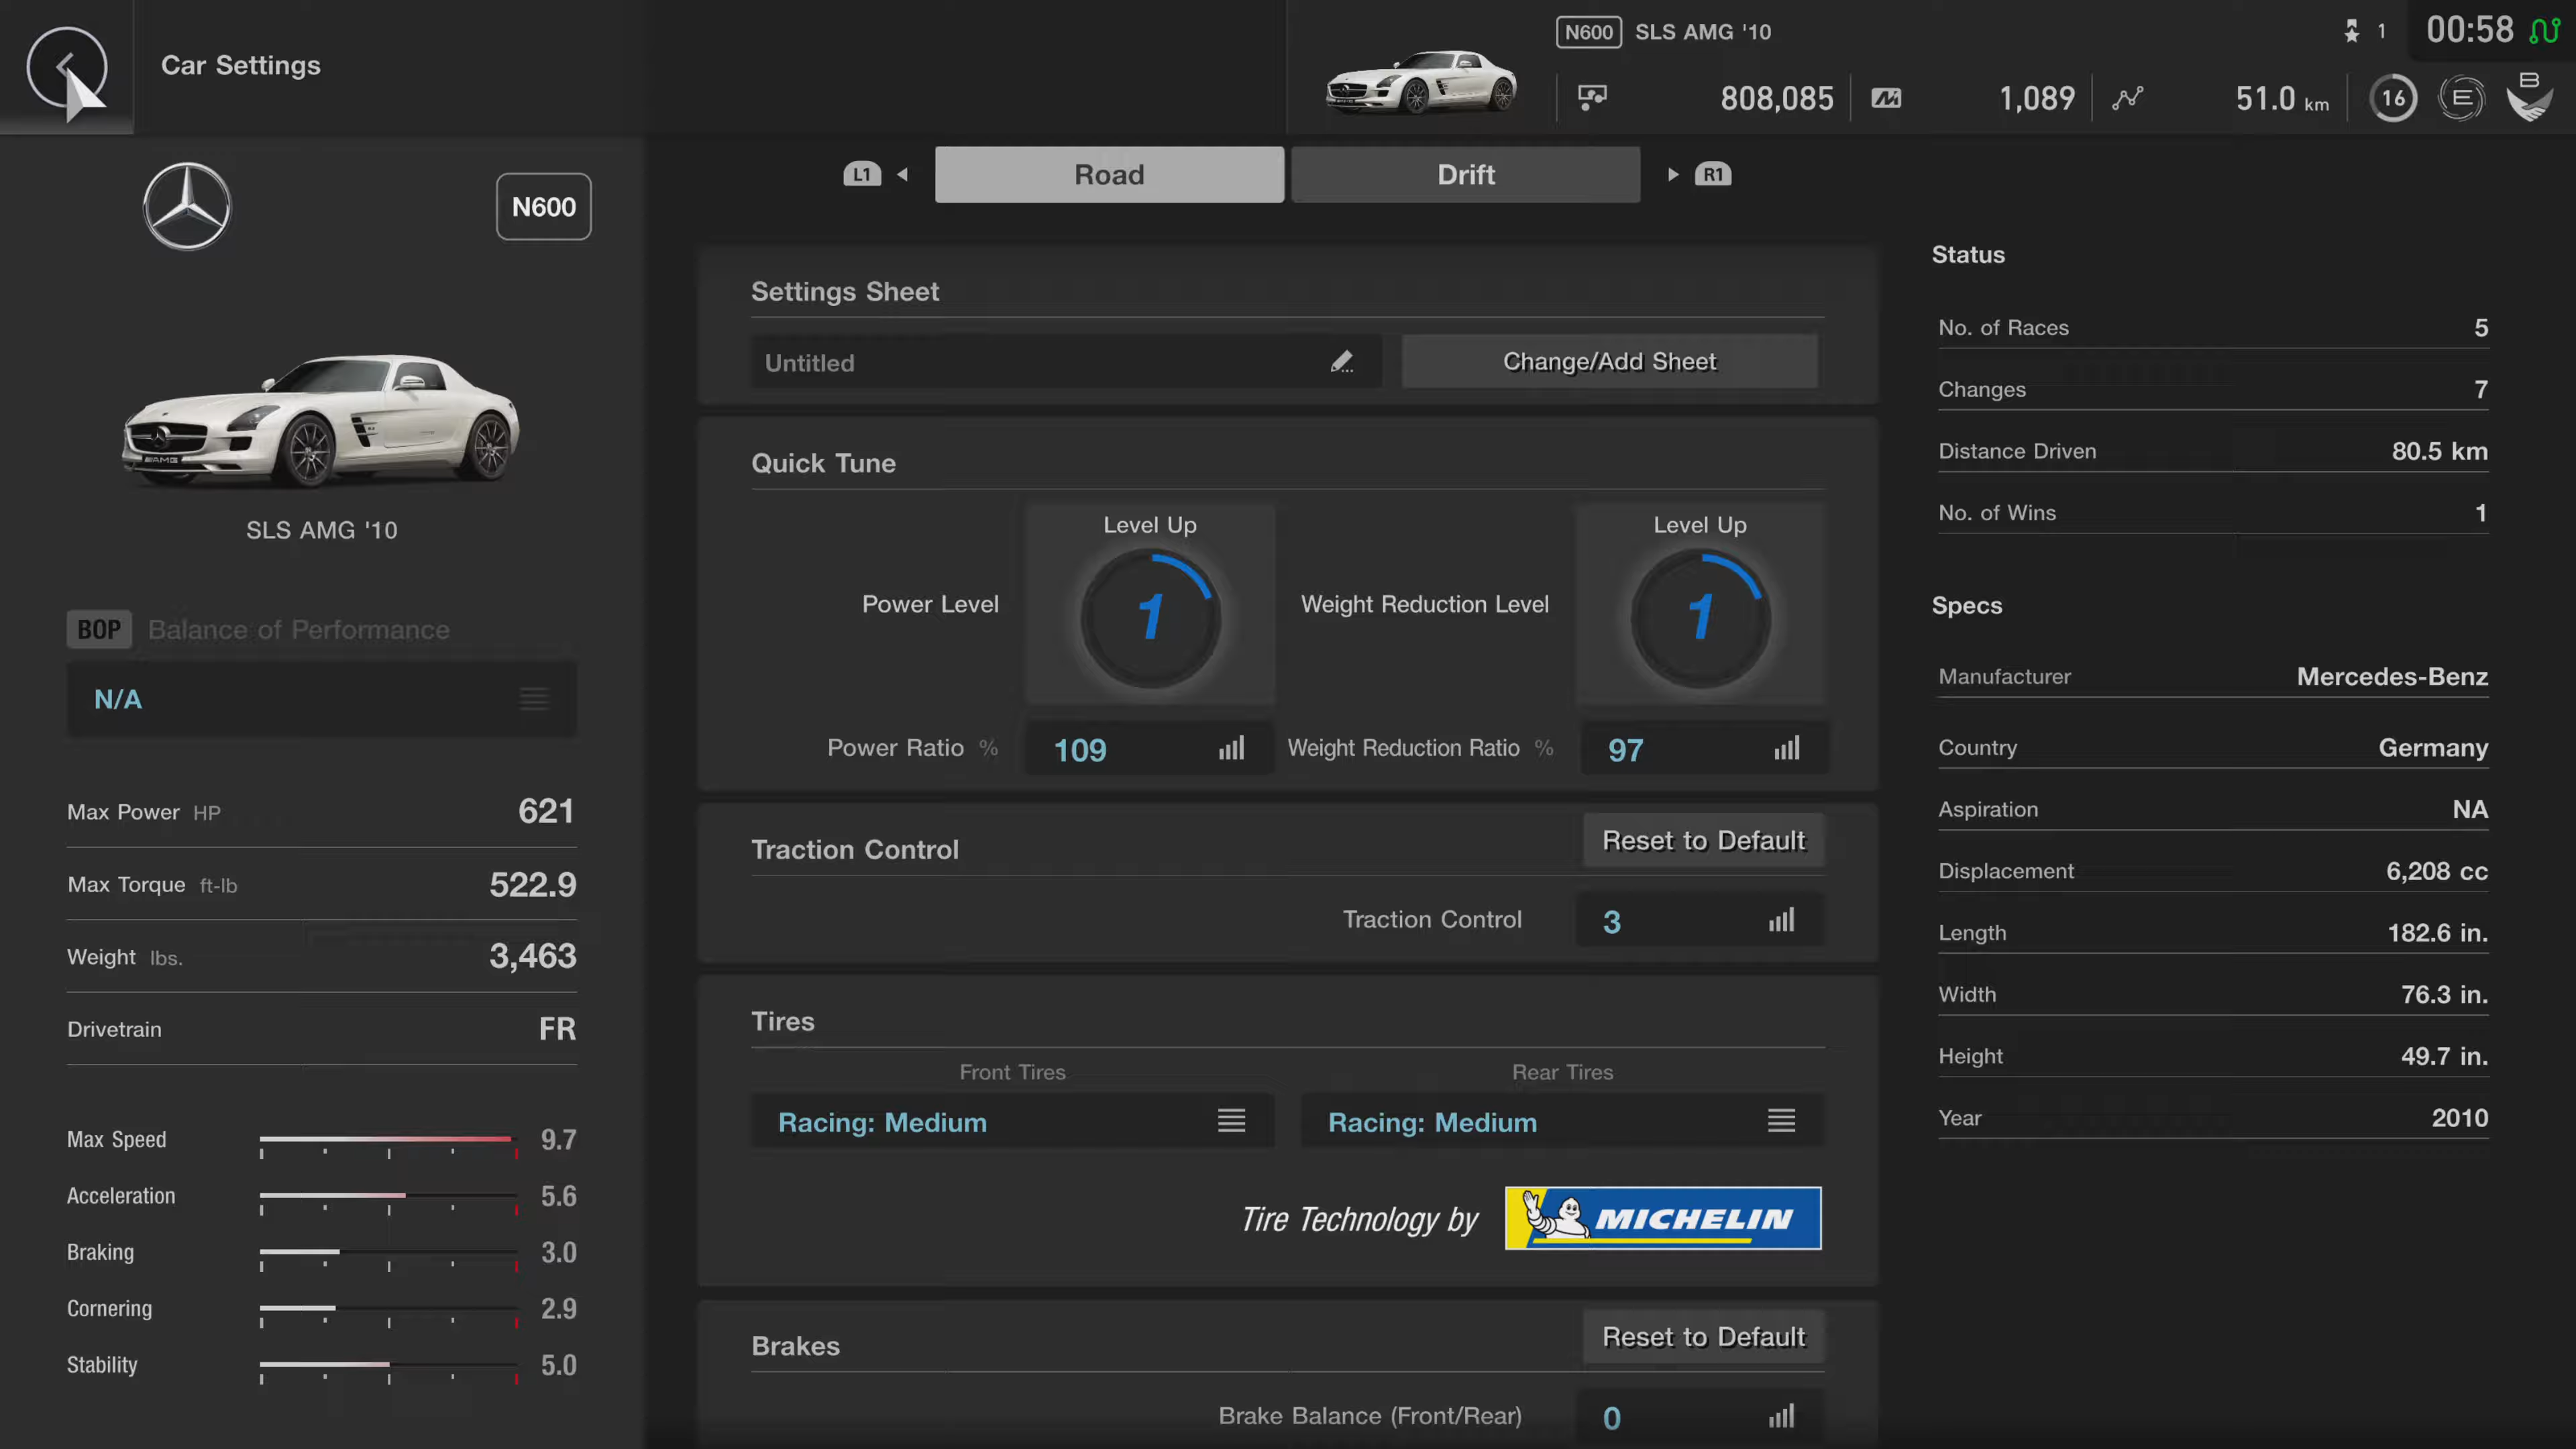 Car Settings
N600 SLS AMG '10
1 00:58
808,085 1,089 51.0 km 16 E B
L1 Road Drift R1
N600
SLS AMG '10
BOP Balance of Performance
N/A
Max Power HP 621
Max Torque ft-lb 522.9
Weight lbs. 3,463
Drivetrain FR
Max Speed 9.7
Acceleration 5.6
Braking 3.0
Cornering 2.9
Stability 5.0
Settings Sheet
Untitled Change/Add Sheet
Quick Tune
Level Up Level Up
Power Level 1 Weight Reduction Level 1
Power Ratio % 109 Weight Reduction Ratio % 97
Traction Control Reset to Default
Traction Control 3
Tires
Front Tires Rear Tires
Racing: Medium Racing: Medium
Tire Technology by MICHELIN
Brakes Reset to Default
Brake Balance (Front/Rear) 0
Status
No. of Races 5
Changes 7
Distance Driven 80.5 km
No. of Wins 1
Specs
Manufacturer Mercedes-Benz
Country Germany
Aspiration NA
Displacement 6,208 cc
Length 182.6 in.
Width 76.3 in.
Height 49.7 in.
Year 2010